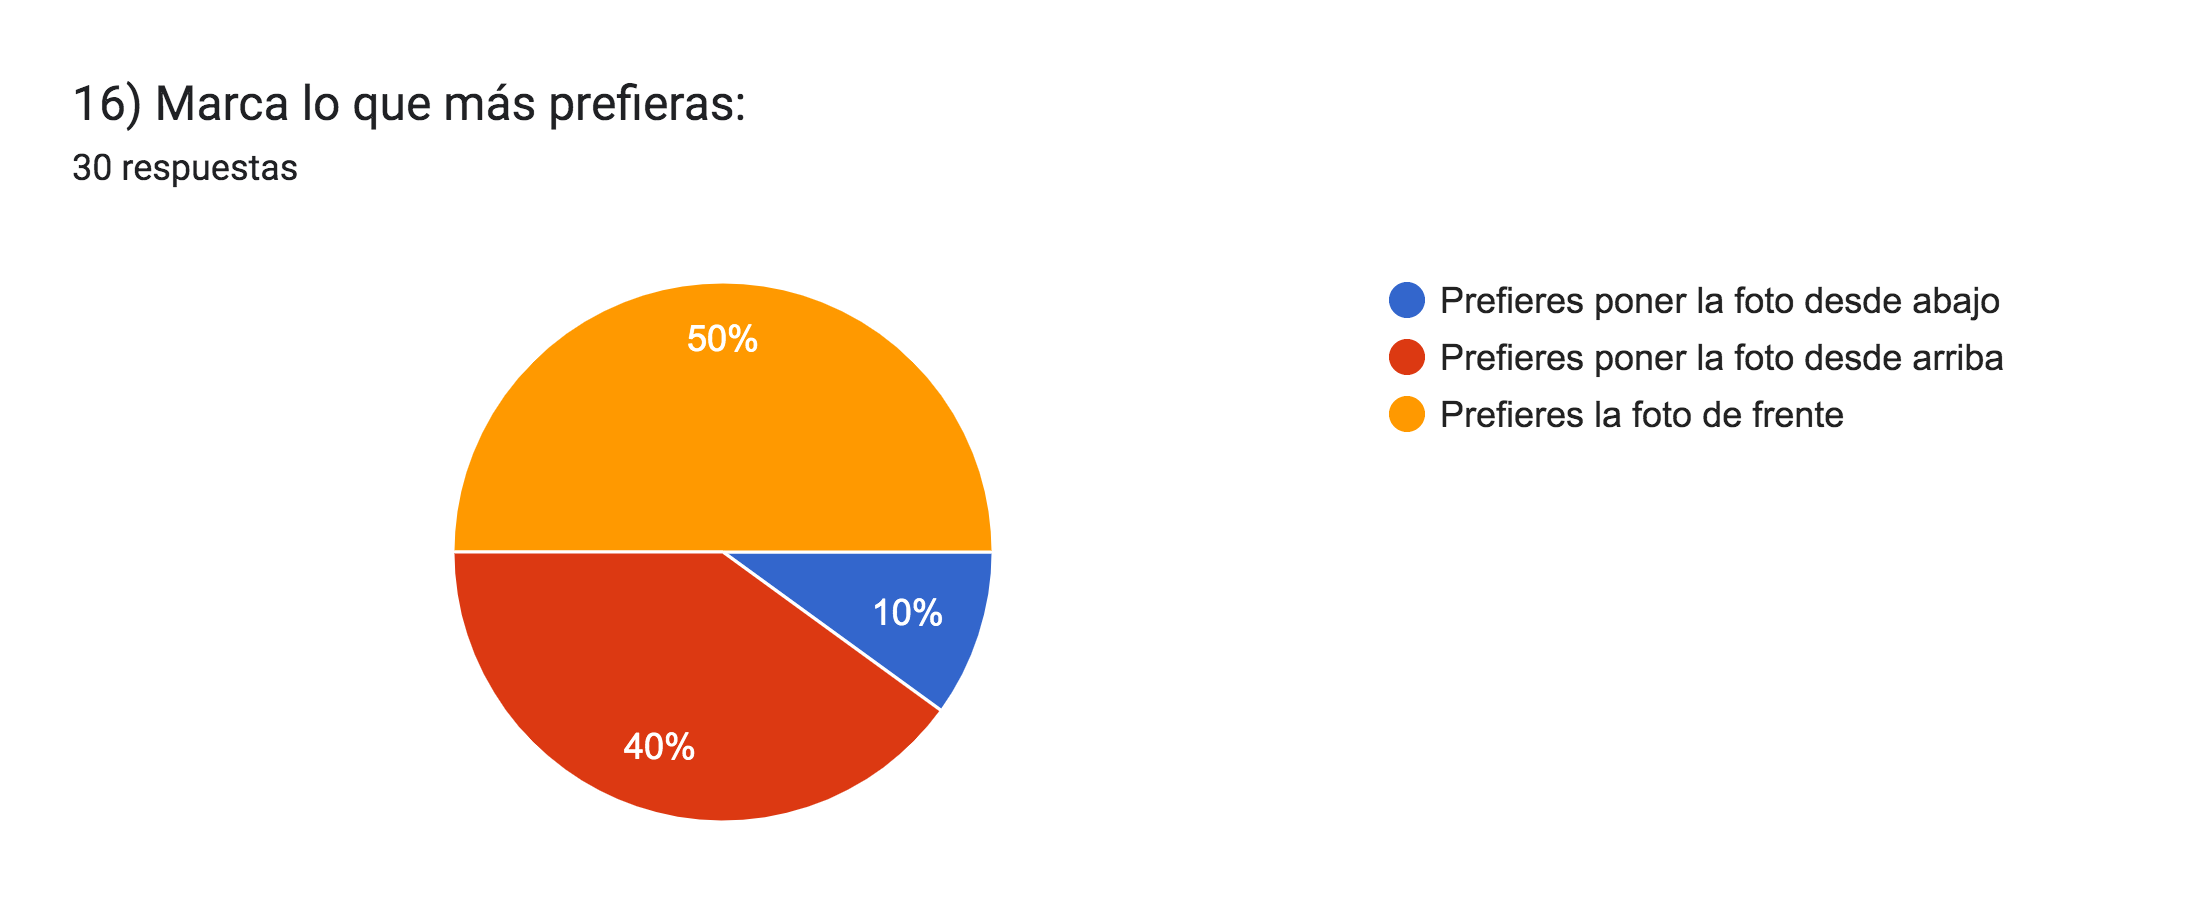 16) Marca lo que más prefieras:
30 respuestas
50%
10%
40%
Prefieres poner la foto desde abajo
Prefieres poner la foto desde arriba
Prefieres la foto de frente